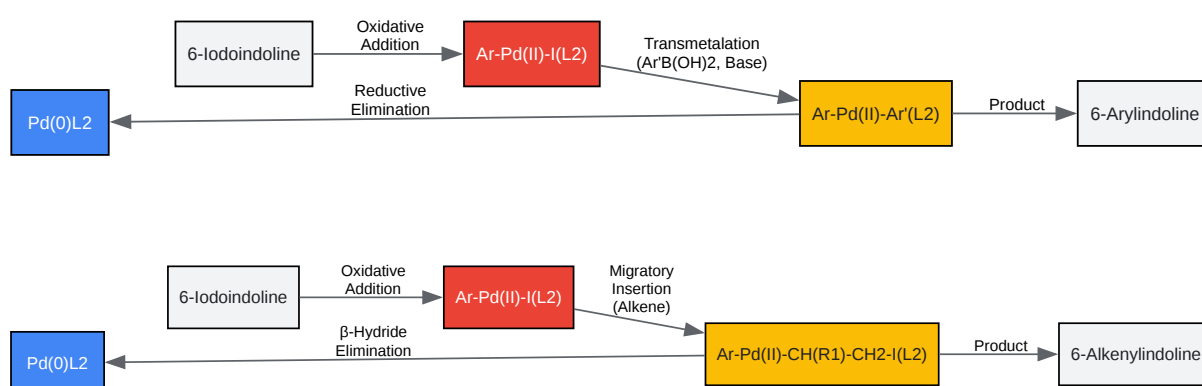 Oxidative
Addition
6-Iodoindoline
Ar-Pd(II)-I(L2)
Transmetalation
(Ar'B(OH)2, Base)
Reductive
Elimination
Pd(0)L2
Ar-Pd(II)-Ar'(L2)
Product
6-Arylindoline
Oxidative
Addition
6-Iodoindoline
Ar-Pd(II)-I(L2)
Migratory
Insertion
(Alkene)
β-Hydride
Elimination
Pd(0)L2
Ar-Pd(II)-CH(R1)-CH2-I(L2)
Product
6-Alkenylindoline